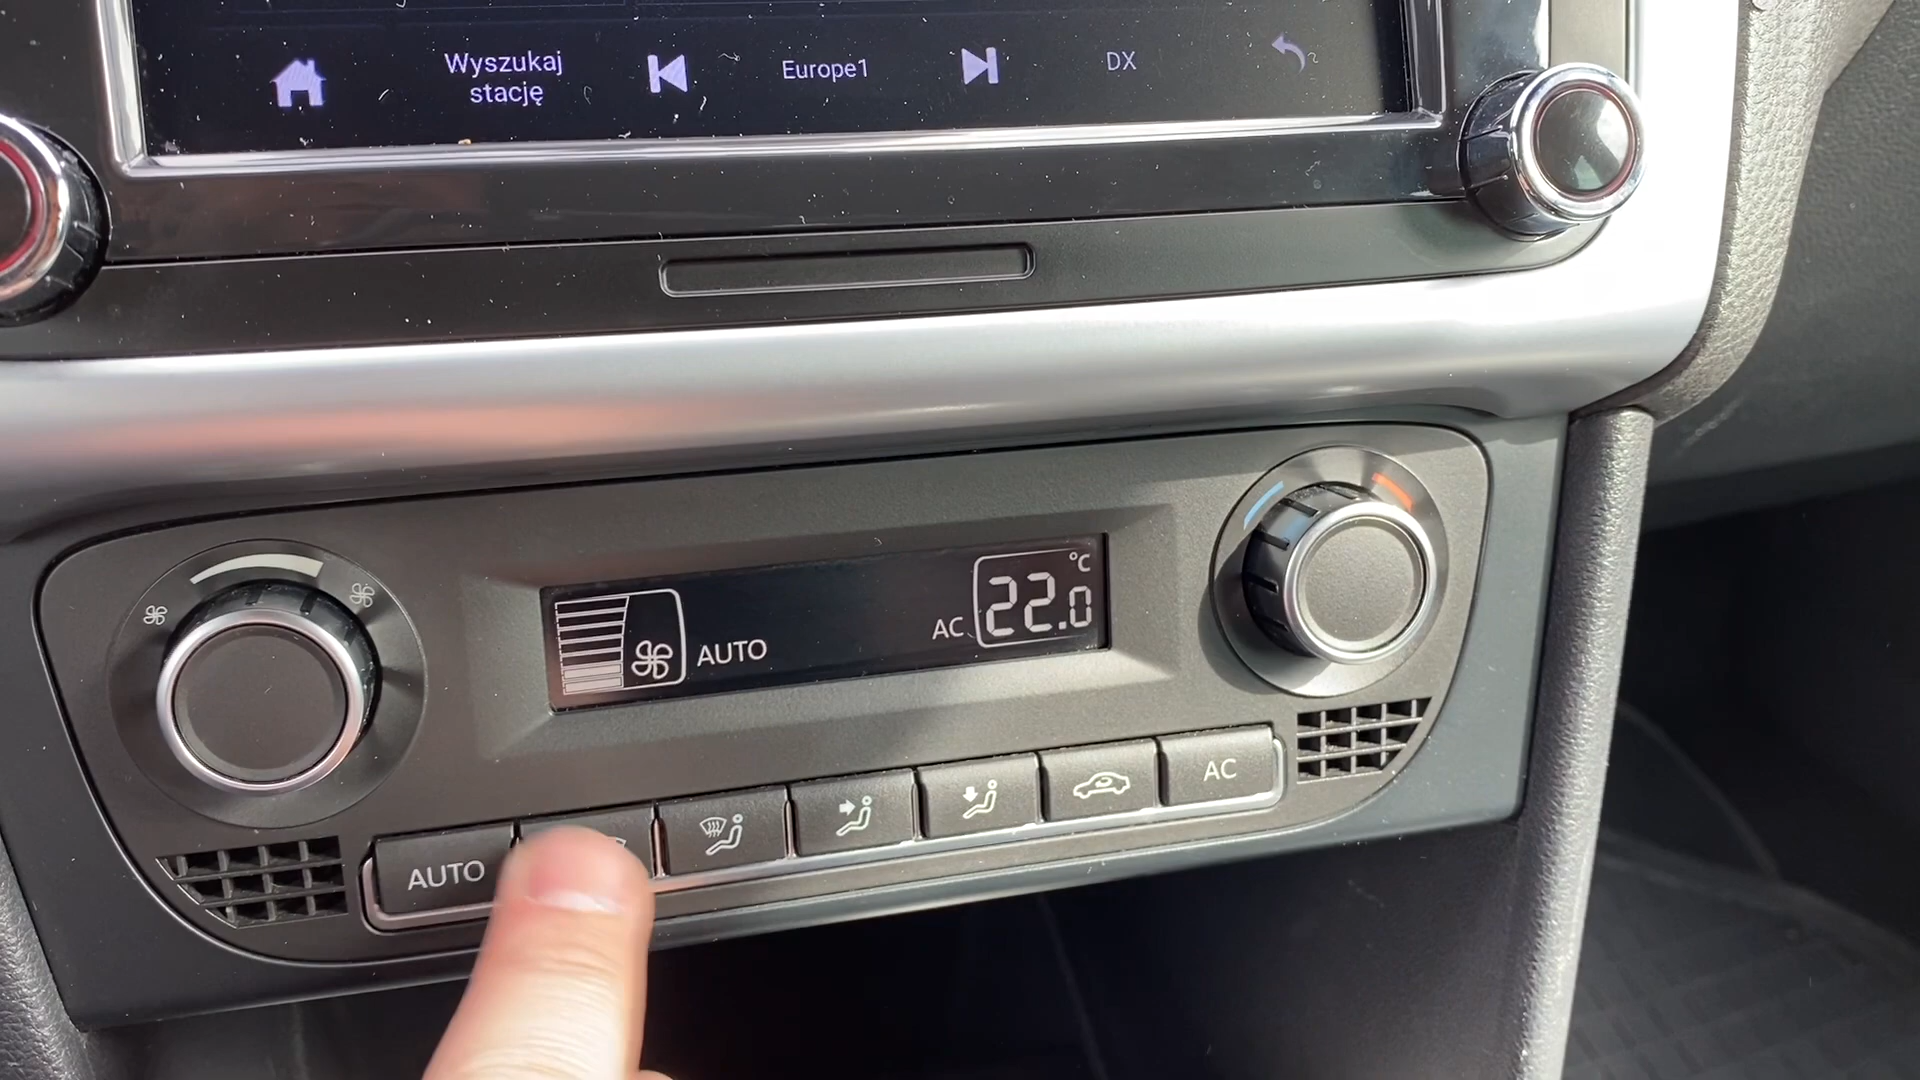 Wyszukaj
stację
Europe1
DX
AUTO
AC
22.0
°C
AUTO
AC